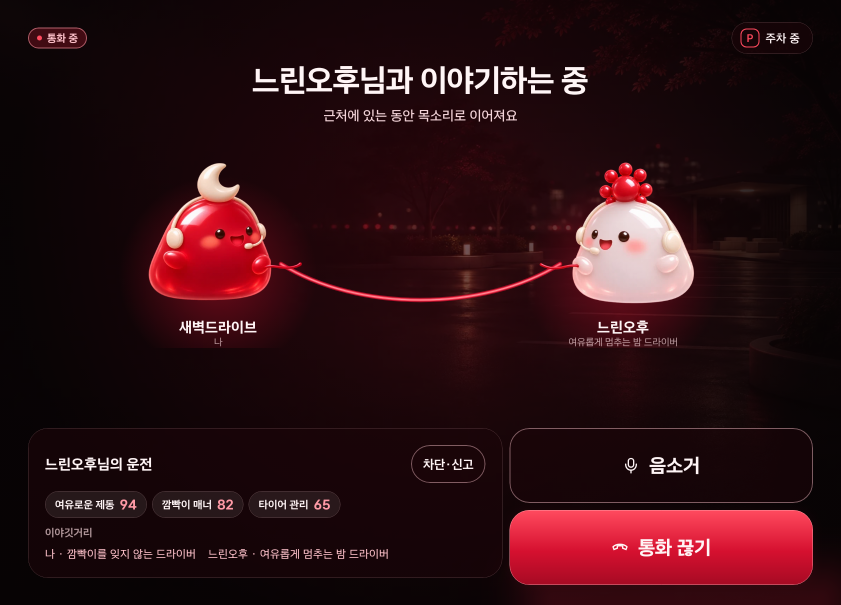 통화 중
P 주차 중
느린오후님과 이야기하는 중
근처에 있는 동안 목소리로 이어져요
새벽드라이브
나
느린오후
여유롭게 멈추는 밤 드라이버
느린오후님의 운전
차단·신고
여유로운 제동 94 깜빡이 매너 82 타이어 관리 65
이야깃거리
나 · 깜빡이를 잊지 않는 드라이버 느린오후 · 여유롭게 멈추는 밤 드라이버
음소거
통화 끊기